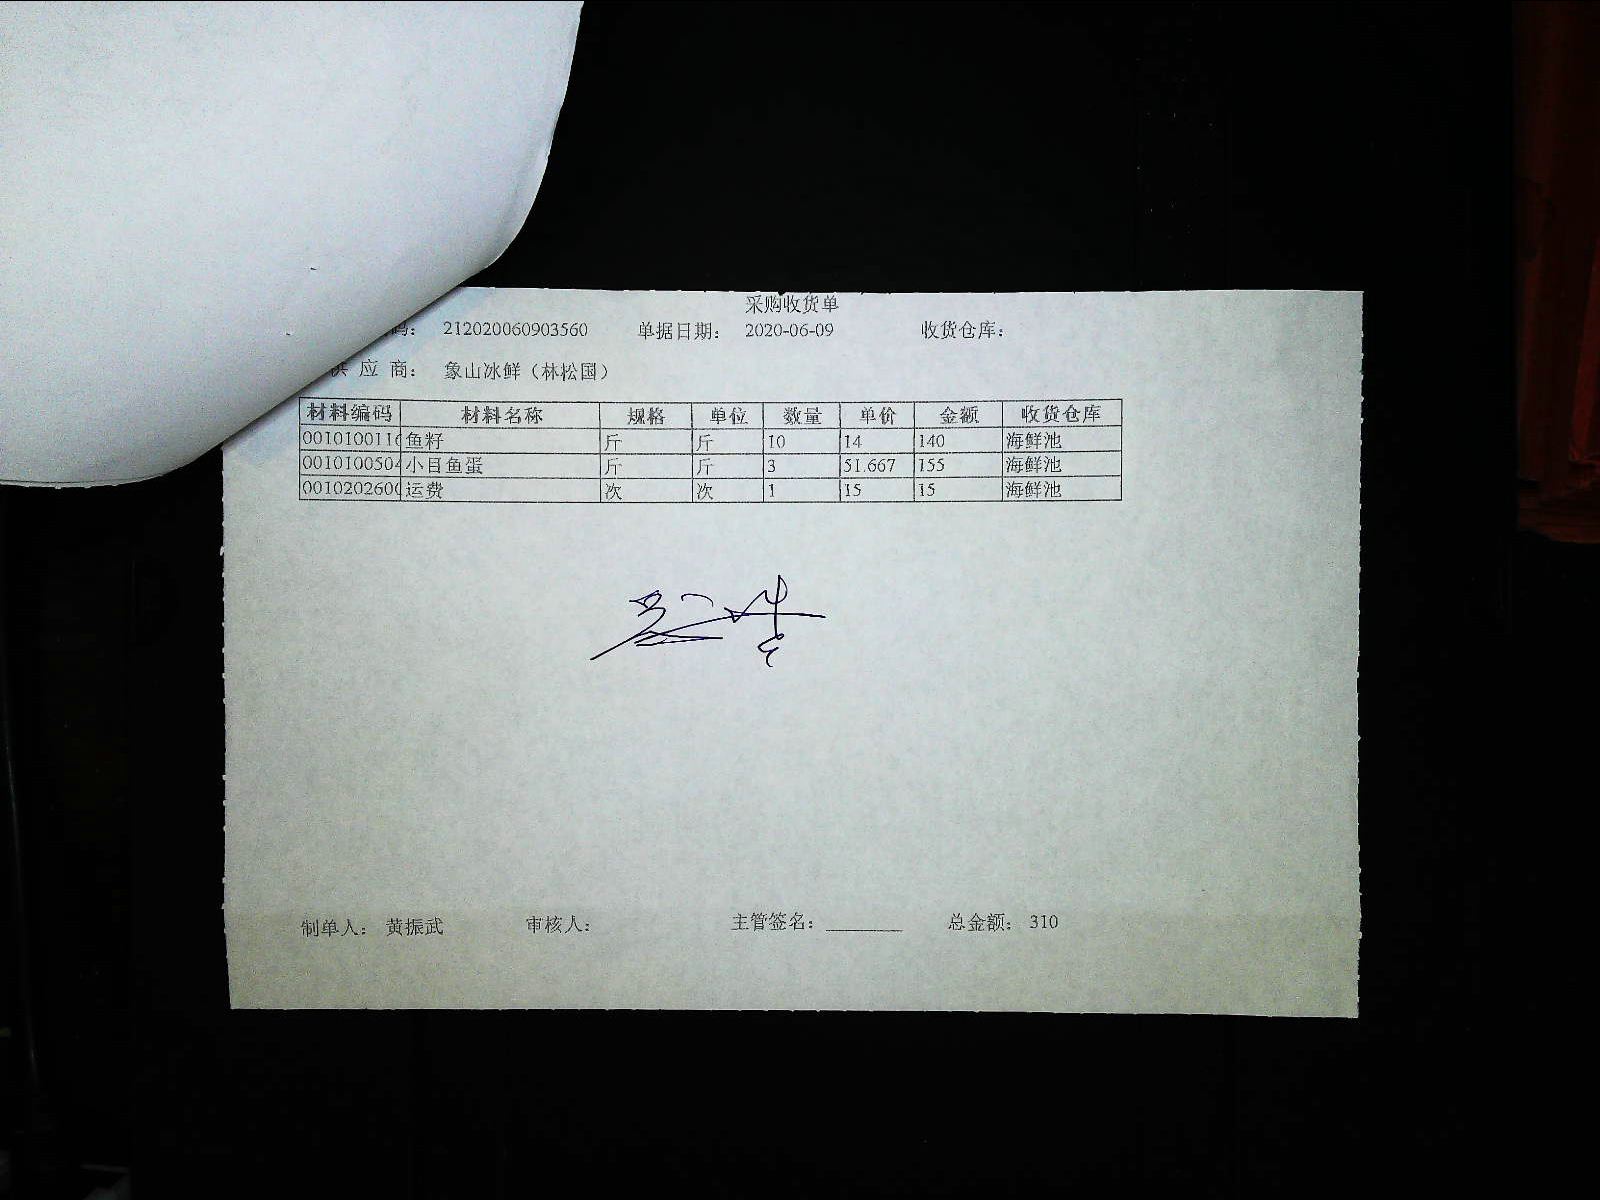 采购收货单
码： 212020060903560 单据日期： 2020-06-09 收货仓库：
供 应 商： 象山冰鲜（林松国）
材料编码 材料名称 规格 单位 数量 单价 金额 收货仓库
001010011 鱼籽 斤 斤 10 14 140 海鲜池
0010100504 小目鱼蛋 斤 斤 3 51.667 155 海鲜池
001020260 运费 次 次 1 15 15 海鲜池
制单人： 黄振武 审核人： 主管签名： 总金额： 310